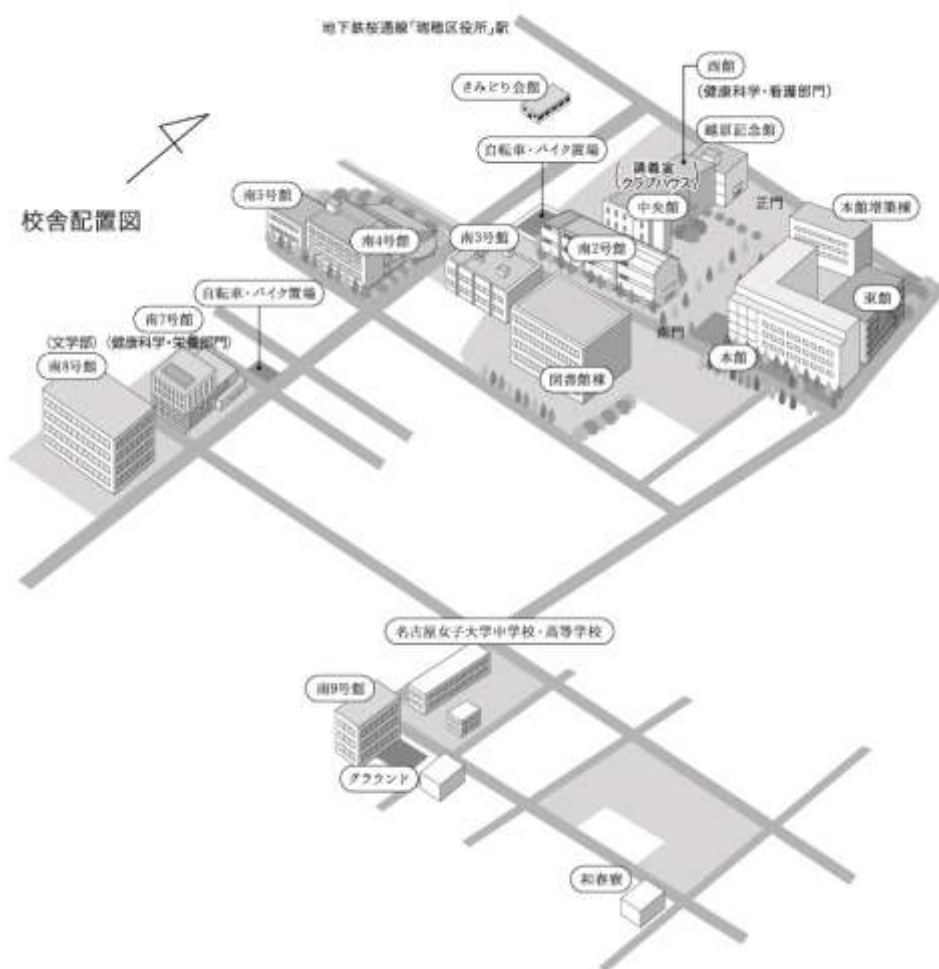 地下鉄桜通線「瑞穂区役所」駅
西館
(健康科学・看護部門)
さみどり会館
越原記念館
自転車・バイク置場
講義室
クラブハウス
正門
中央館
本館増築棟
校舎配置図
南5号館
南4号館
南3号館
南2号館
東館
自転車・バイク置場
南7号館
(文学部)(健康科学・栄養部門)
南8号館
南門
本館
図書館棟
名古屋女子大学中学校・高等学校
南9号館
グラウンド
和春寮